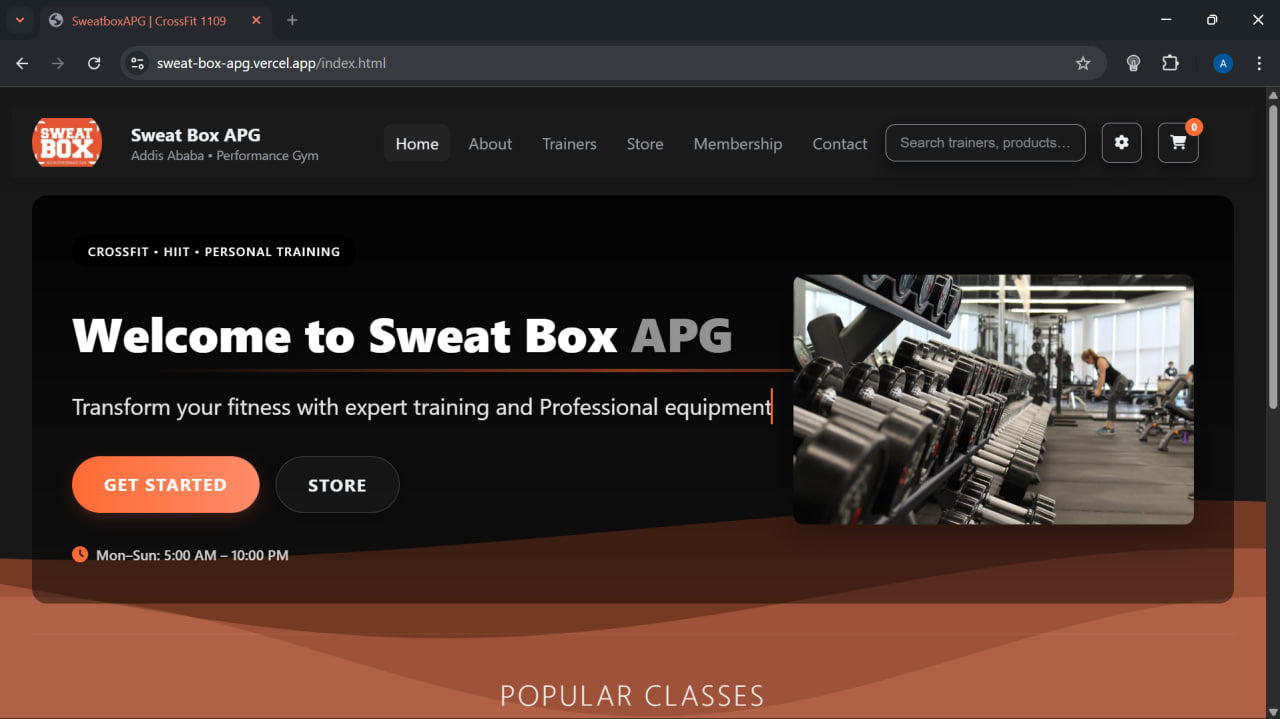 SweatboxAPG | CrossFit 1109
sweat-box-apg.vercel.app/index.html
A
SWEAT
BOX
Sweat Box APG
Addis Ababa • Performance Gym
Home
About
Trainers
Store
Membership
Contact
Search trainers, products...
0
CROSSFIT • HIIT • PERSONAL TRAINING
Welcome to Sweat Box APG
Transform your fitness with expert training and Professional equipment
GET STARTED
STORE
Mon–Sun: 5:00 AM – 10:00 PM
POPULAR CLASSES